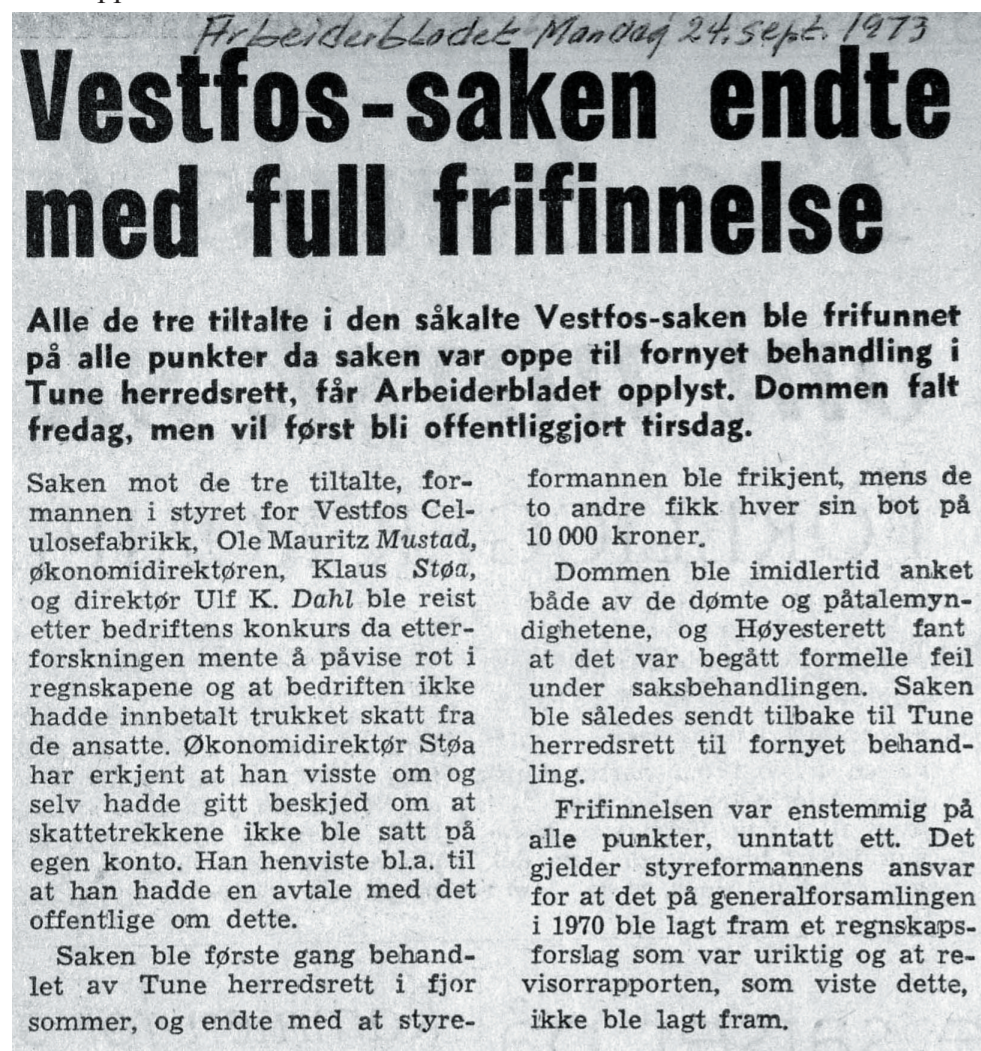 Arbeiderbladet Mandag 24. sept. 1973
Vestfos-saken endte
med full frifinnelse
Alle de tre tiltalte i den såkalte Vestfos-saken ble frifunnet
på alle punkter da saken var oppe til fornyet behandling i
Tune herredsrett, får Arbeiderbladet opplyst. Dommen falt
fredag, men vil først bli offentliggjort tirsdag.
Saken mot de tre tiltalte, for-
mannen i styret for Vestfos Cel-
ulosefabrikk, Ole Mauritz Mustad,
økonomidirektøren, Klaus Støa,
og direktør Ulf K. Dahl ble reist
etter bedriftens konkurs da etter-
forskningen mente å påvise rot i
regnskapene og at bedriften ikke
hadde innbetalt trukket skatt fra
de ansatte. Økonomidirektør Støa
har erkjent at han visste om og
selv hadde gitt beskjed om at
skattetrekkene ikke ble satt på
egen konto. Han henviste bl.a. til
at han hadde en avtale med det
offentlige om dette.
Saken ble første gang behand-
let av Tune herredsrett i fjor
sommer, og endte med at styre-
formannen ble frikjent, mens de
to andre fikk hver sin bot på
10 000 kroner.
Dommen ble imidlertid anket
både av de dømte og påtalemyn-
dighetene, og Høyesterett fant
at det var begått formelle feil
under saksbehandlingen. Saken
ble således sendt tilbake til Tune
herredsrett til fornyet behand-
ling.
Frifinnelsen var enstemmig på
alle punkter, unntatt ett. Det
gjelder styreformannens ansvar
for at det på generalforsamlingen
i 1970 ble lagt fram et regnskaps-
forslag som var uriktig og at re-
visorrapporten, som viste dette,
ikke ble lagt fram.